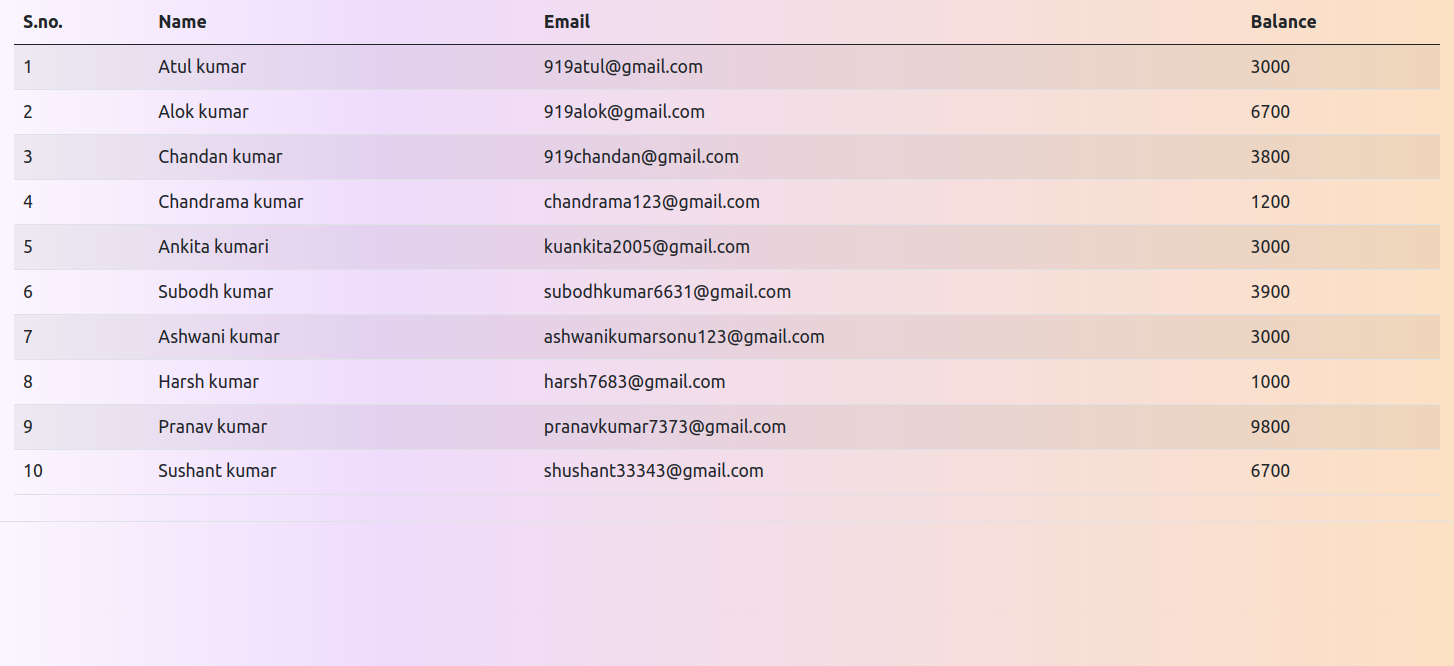 S.no. Name Email Balance
1 Atul kumar 919atul@gmail.com 3000
2 Alok kumar 919alok@gmail.com 6700
3 Chandan kumar 919chandan@gmail.com 3800
4 Chandrama kumar chandrama123@gmail.com 1200
5 Ankita kumari kuankita2005@gmail.com 3000
6 Subodh kumar subodhkumar6631@gmail.com 3900
7 Ashwani kumar ashwanikumarsonu123@gmail.com 3000
8 Harsh kumar harsh7683@gmail.com 1000
9 Pranav kumar pranavkumar7373@gmail.com 9800
10 Sushant kumar shushant33343@gmail.com 6700